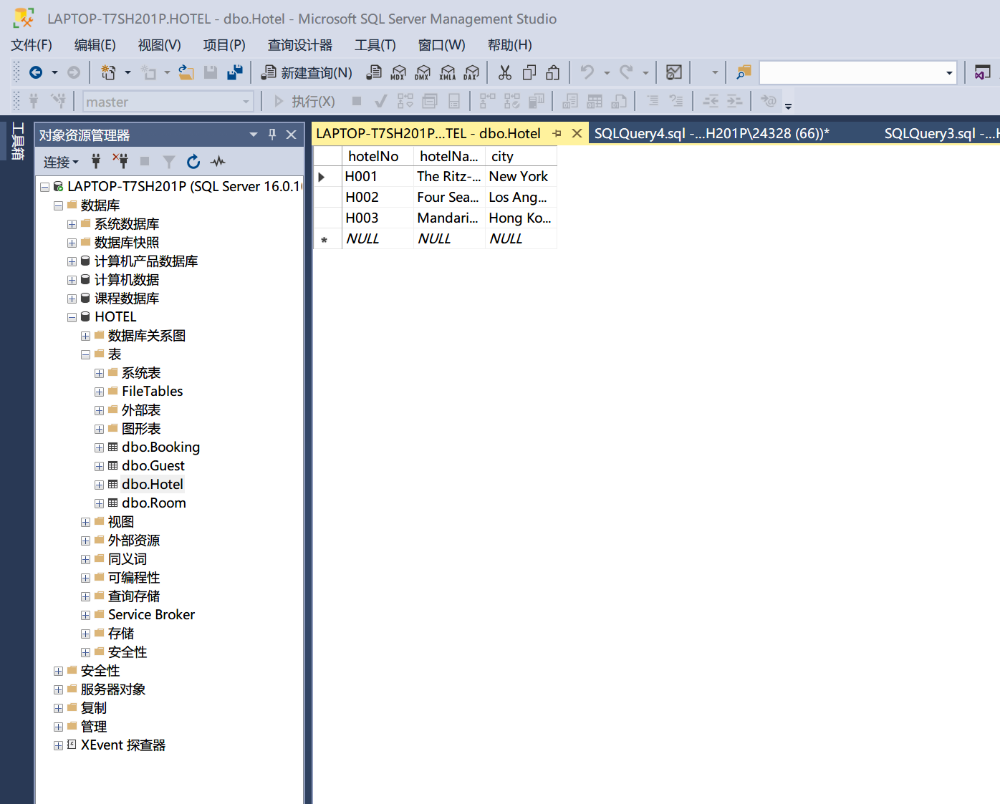 LAPTOP-T7SH201P.HOTEL - dbo.Hotel - Microsoft SQL Server Management Studio
文件(F) 编辑(E) 视图(V) 项目(P) 查询设计器 工具(T) 窗口(W) 帮助(H)
新建查询(N) MDX DMX XMLA DAX
master 执行(X)
工具箱
对象资源管理器
连接
LAPTOP-T7SH201P (SQL Server 16.0.1
数据库
系统数据库
数据库快照
计算机产品数据库
计算机数据
课程数据库
HOTEL
数据库关系图
表
系统表
FileTables
外部表
图形表
dbo.Booking
dbo.Guest
dbo.Hotel
dbo.Room
视图
外部资源
同义词
可编程性
查询存储
Service Broker
存储
安全性
安全性
服务器对象
复制
管理
XEvent 探查器
LAPTOP-T7SH201P...TEL - dbo.Hotel SQLQuery4.sql -...H201P\24328 (66))* SQLQuery3.sql -...H
hotelNo hotelNa... city
H001 The Ritz-... New York
H002 Four Sea... Los Ang...
H003 Mandari... Hong Ko...
* NULL NULL NULL